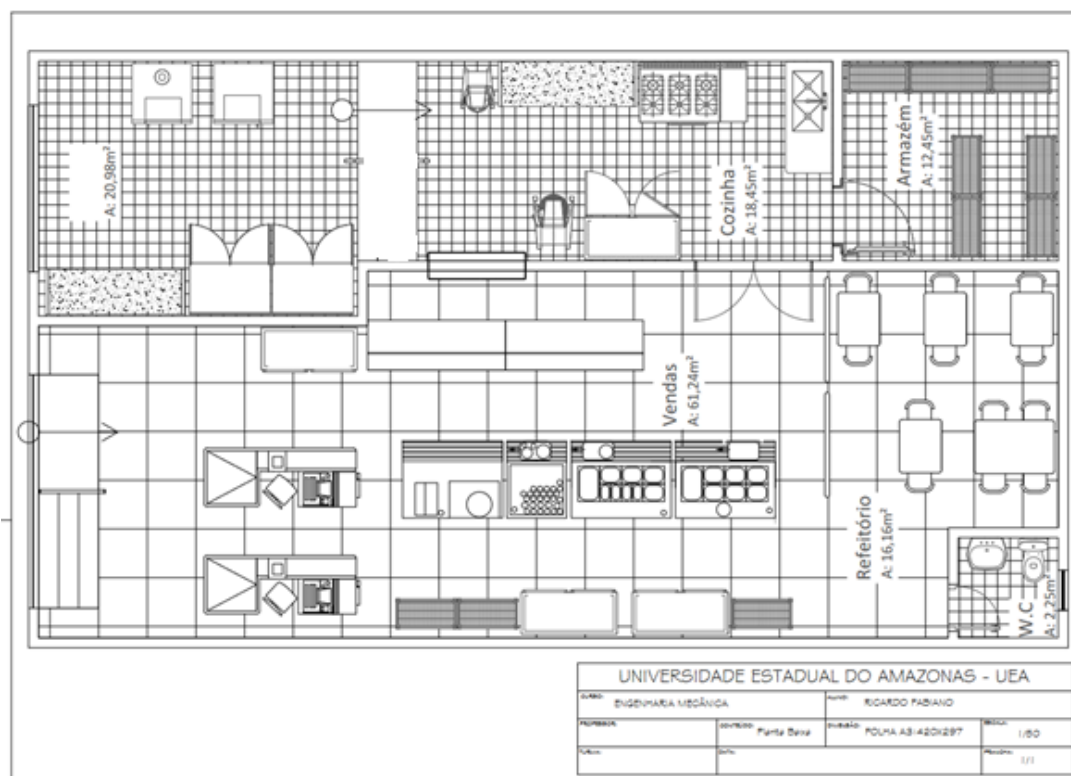 A: 20,98m²
Cozinha
A: 18,45m²
Armazém
A: 12,45m²
Vendas
A: 61,24m²
Refeitório
A: 16,16m²
W.C
A: 2,25m²
UNIVERSIDADE ESTADUAL DO AMAZONAS - UEA
CURSO: ENGENHARIA MECÂNICA
ALUNO: RICARDO FABIANO
PROFESSOR:
CONTEÚDO: Planta Baixa
DIMENSÃO: FOLHA A3:420X297
ESCALA: 1/50
TURMA:
DATA:
1/1